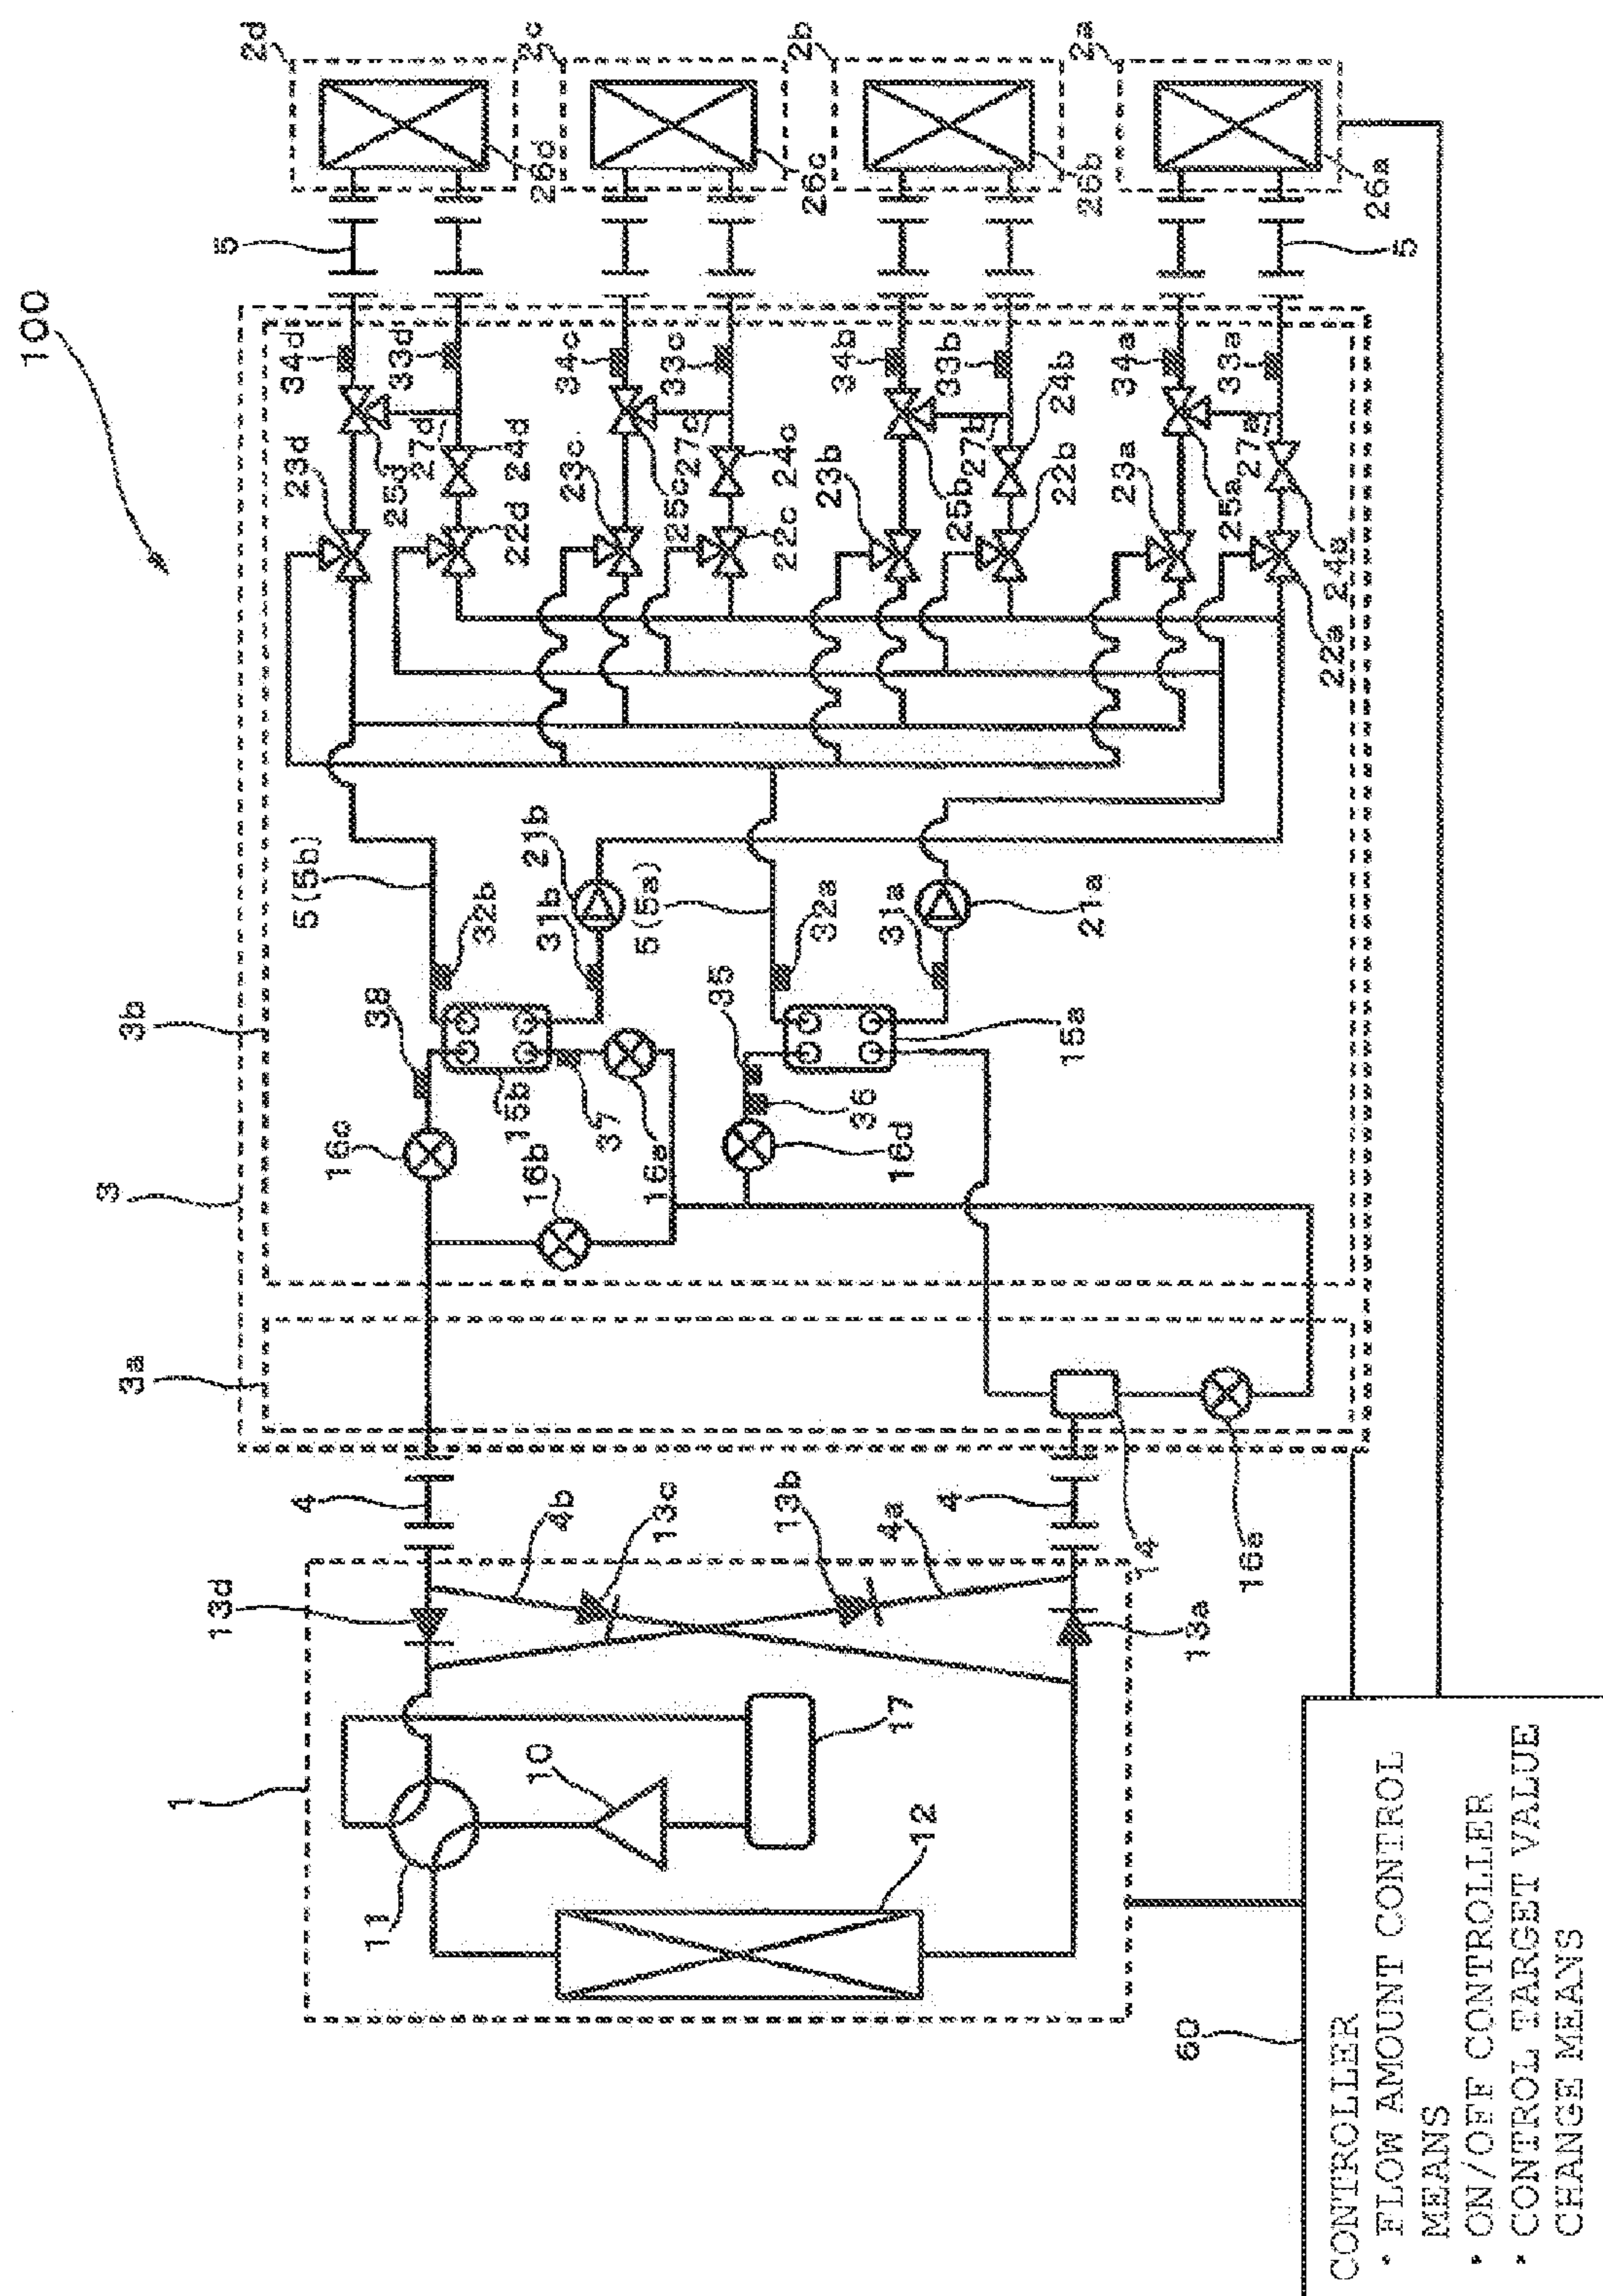 100
1
3a
3
3b
5
2d
13d
4
16c
38
5(5b)
23d
34d
11
4b
32b
25d
33d
27d
24d
22d
26d
10
13c
16b
15b
37
31b
21b
2c
23c
34c
16a
5(5a)
25c
33c
27c
13b
35
22c
24c
26c
2b
17
4a
36
32a
23b
34b
12
4
16d
31a
25b
33b
27b
22b
24b
26b
2a
14
15a
21a
23a
34a
60
13a
16e
25a
33a
27a
22a
24a
26a
5
CONTROLLER
・FLOW AMOUNT CONTROL
MEANS
・ON/OFF CONTROLLER
・CONTROL TARGET VALUE
CHANGE MEANS